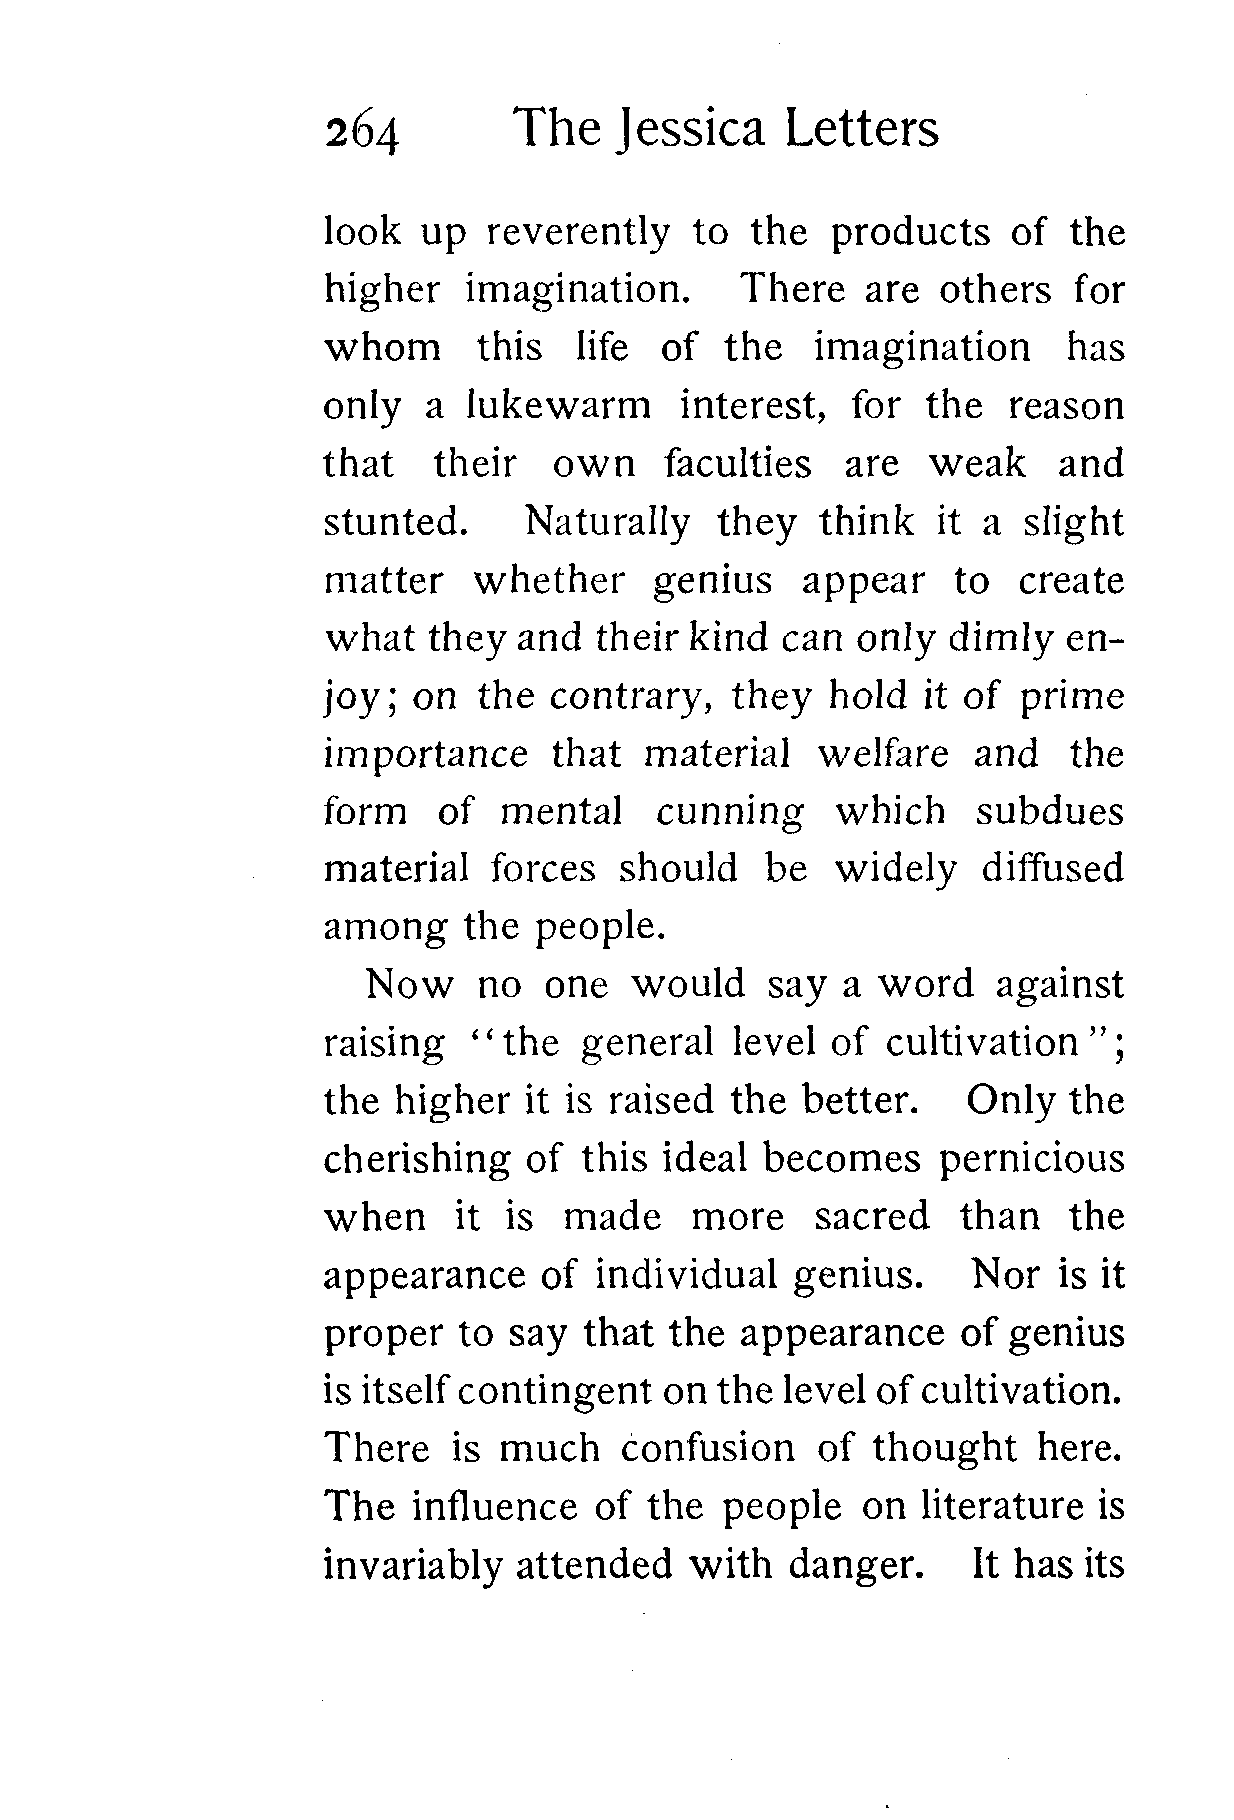 264 The Jessica Letters
look up reverently to the products of the
higher imagination. There are others for
whom this life of the imagination has
only a lukewarm interest, for the reason
that their own faculties are weak and
stunted. Naturally they think it a slight
matter whether genius appear to create
what they and their kind can only dimly en-
joy; on the contrary, they hold it of prime
importance that material welfare and the
form of mental cunning which subdues
material forces should be widely diffused
among the people.
Now no one would say a word against
raising "the general level of cultivation";
the higher it is raised the better. Only the
cherishing of this ideal becomes pernicious
when it is made more sacred than the
appearance of individual genius. Nor is it
proper to say that the appearance of genius
is itself contingent on the level of cultivation.
There is much confusion of thought here.
The influence of the people on literature is
invariably attended with danger. It has its